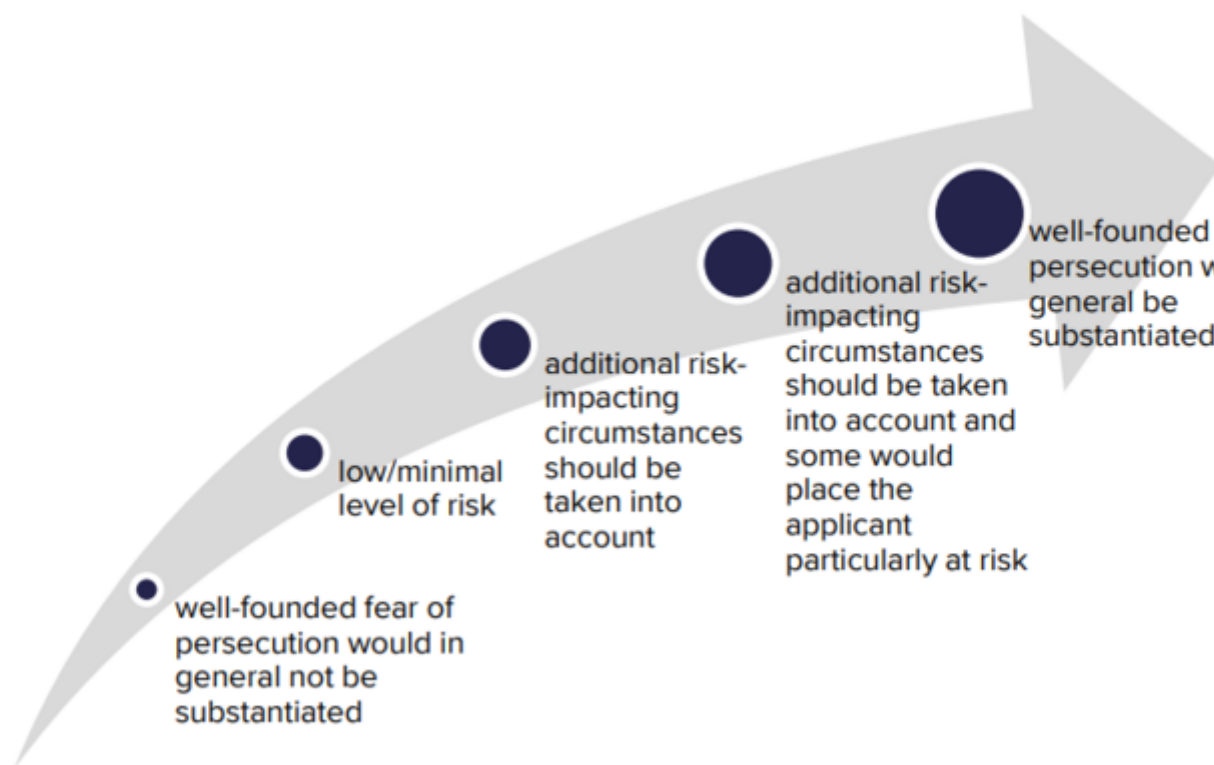 well-founded fear of
persecution would in
general not be
substantiated
low/minimal
level of risk
additional risk-
impacting
circumstances
should be
taken into
account
additional risk-
impacting
circumstances
should be taken
into account and
some would
place the
applicant
particularly at risk
well-founded
persecution
general be
substantiated